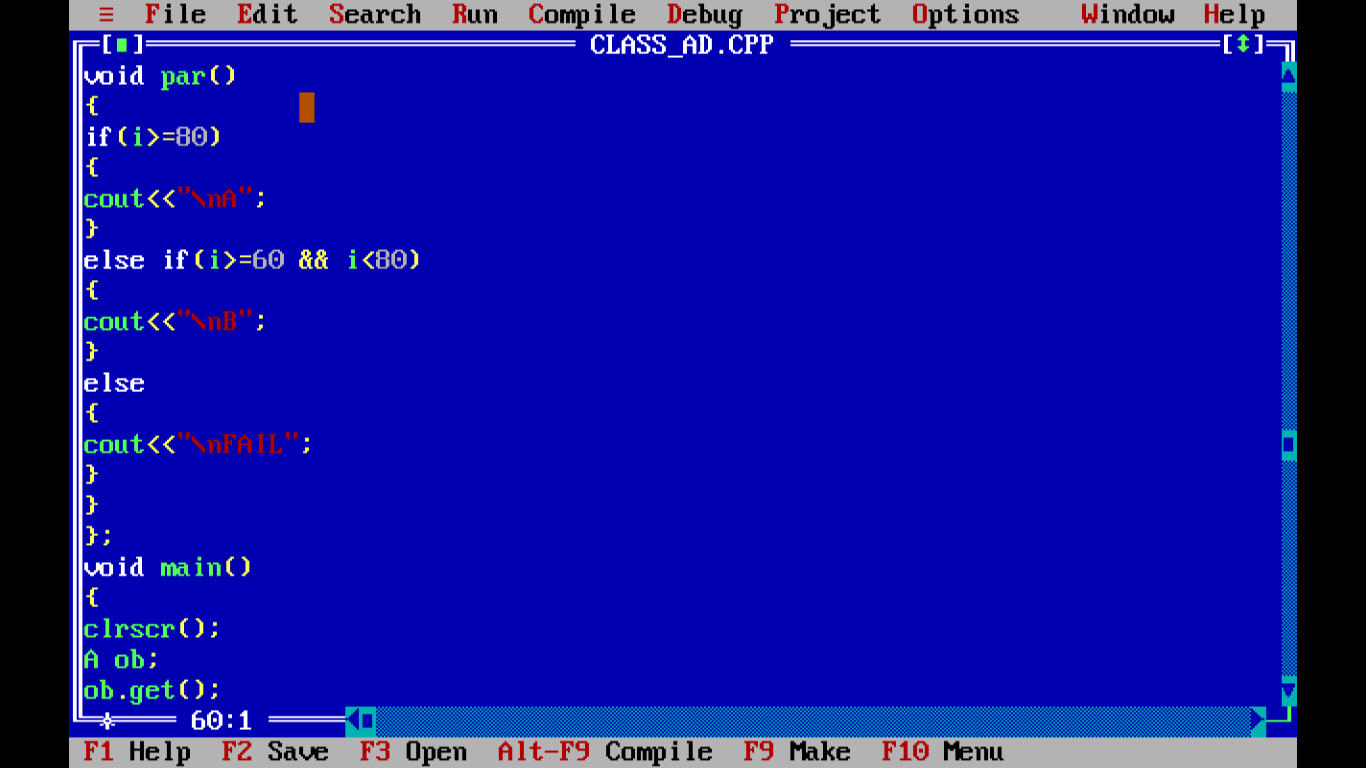 ≡ File Edit Search Run Compile Debug Project Options Window Help
[■] CLASS_AD.CPP [↕]
void par()
{
if(i>=80)
{
cout<<"\nA";
}
else if(i>=60 && i<80)
{
cout<<"\nB";
}
else
{
cout<<"\nFAIL";
}
}
};
void main()
{
clrscr();
A ob;
ob.get();
60:1
F1 Help F2 Save F3 Open Alt-F9 Compile F9 Make F10 Menu